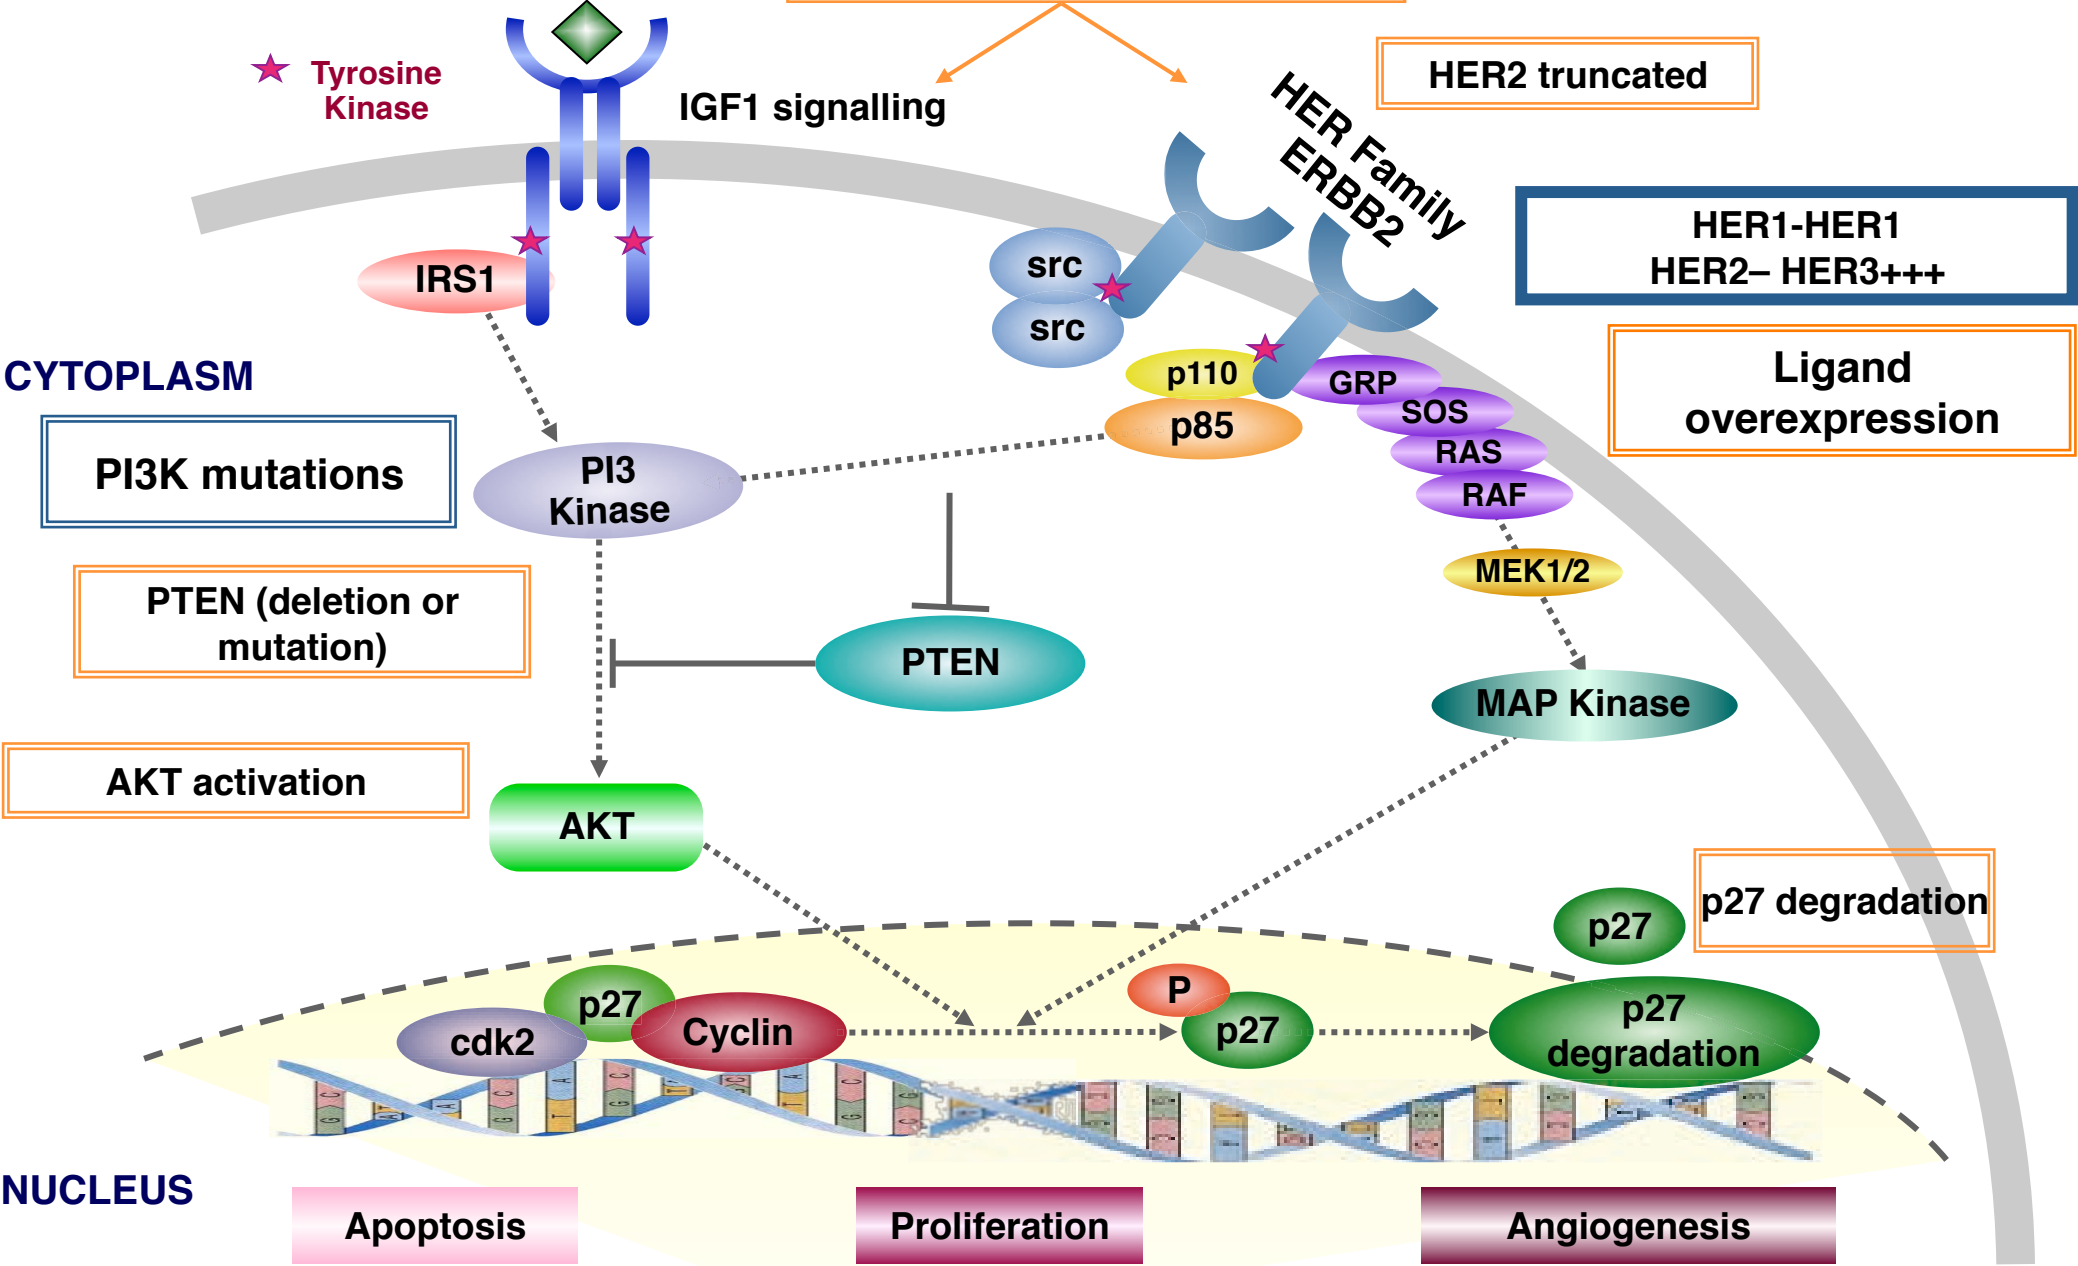 Tyrosine
Kinase
IGF1 signalling
HER2 truncated
HER Family
ERBB2
HER1-HER1
HER2– HER3+++
IRS1
src
src
CYTOPLASM
p110
p85
GRP
SOS
RAS
RAF
Ligand
overexpression
PI3K mutations
PI3
Kinase
MEK1/2
PTEN (deletion or
mutation)
PTEN
MAP Kinase
AKT activation
AKT
p27 degradation
p27
p27
cdk2
Cyclin
P
p27
p27
degradation
NUCLEUS
Apoptosis
Proliferation
Angiogenesis